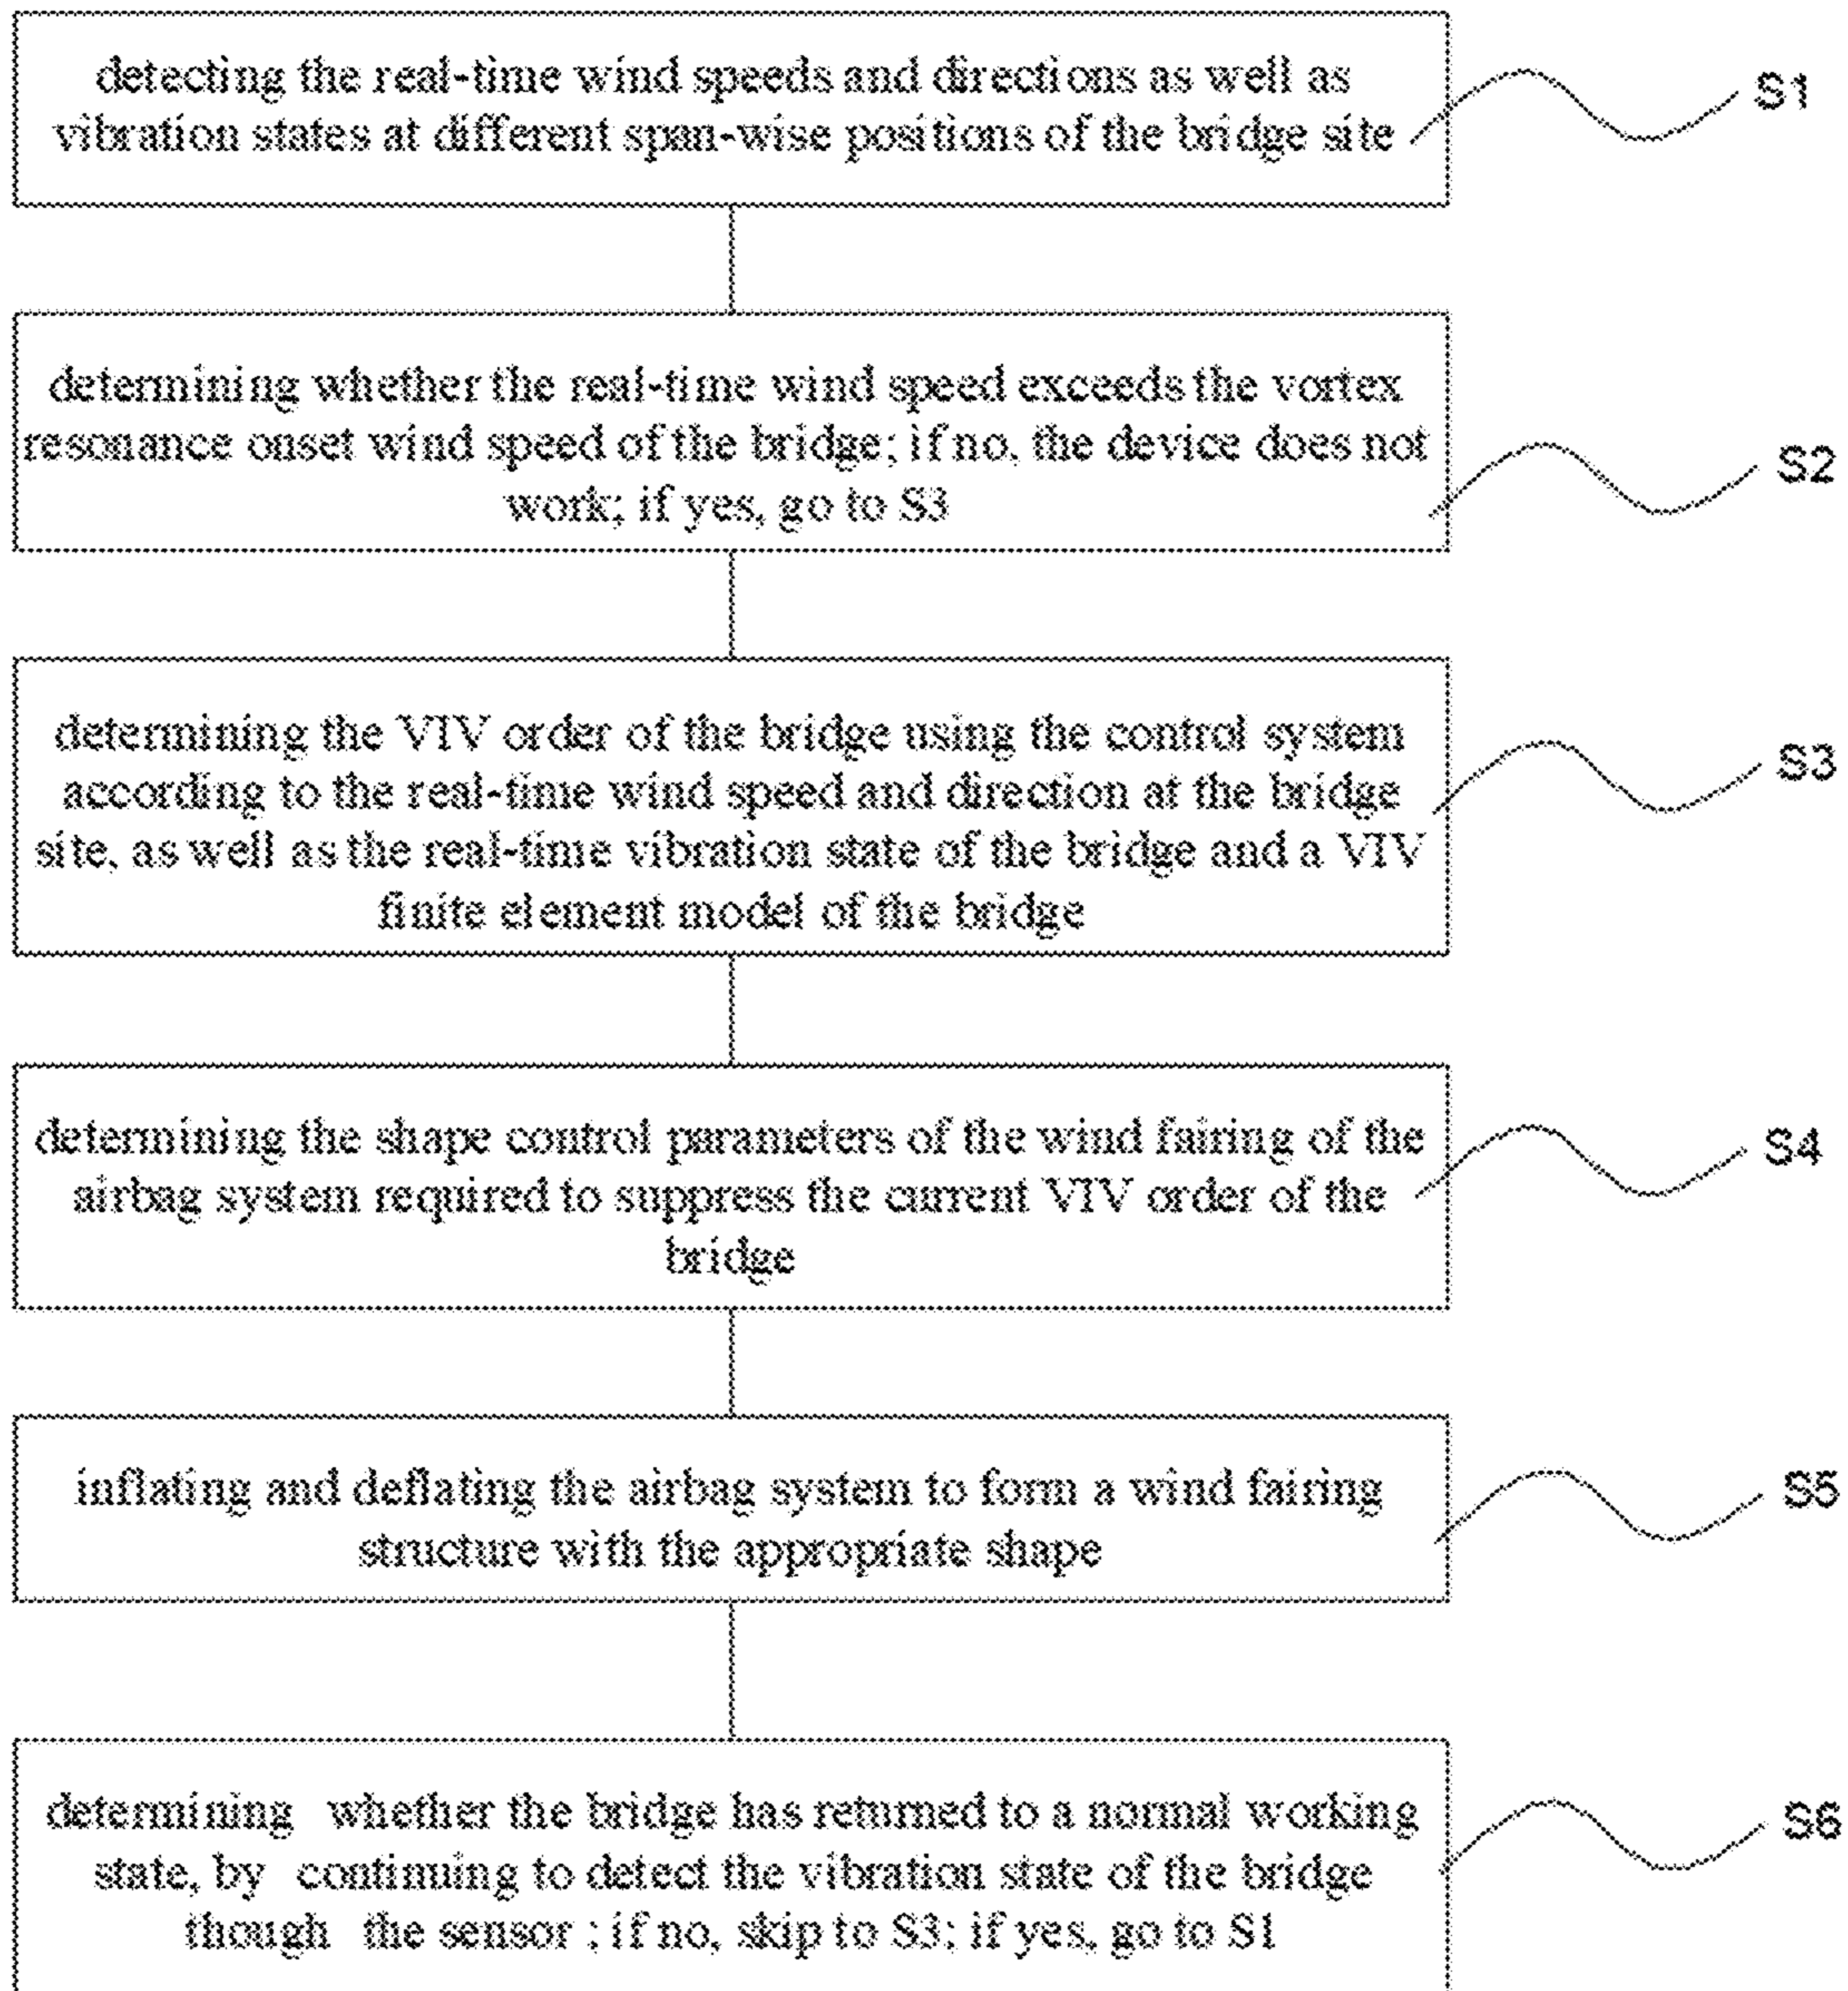 detecting the real-time wind speeds and directions as well as
vibration states at different span-wise positions of the bridge site
S1
determining whether the real-time wind speed exceeds the vortex
resonance onset wind speed of the bridge; if no, the device does not
work; if yes, go to S3
S2
determining the VIV order of the bridge using the control system
according to the real-time wind speed and direction at the bridge
site, as well as the real-time vibration state of the bridge and a VIV
finite element model of the bridge
S3
determining the shape control parameters of the wind fairing of the
airbag system required to suppress the current VIV order of the
bridge
S4
inflating and deflating the airbag system to form a wind fairing
structure with the appropriate shape
S5
determining whether the bridge has returned to a normal working
state, by continuing to detect the vibration state of the bridge
though the sensor ; if no, skip to S3; if yes, go to S1
S6